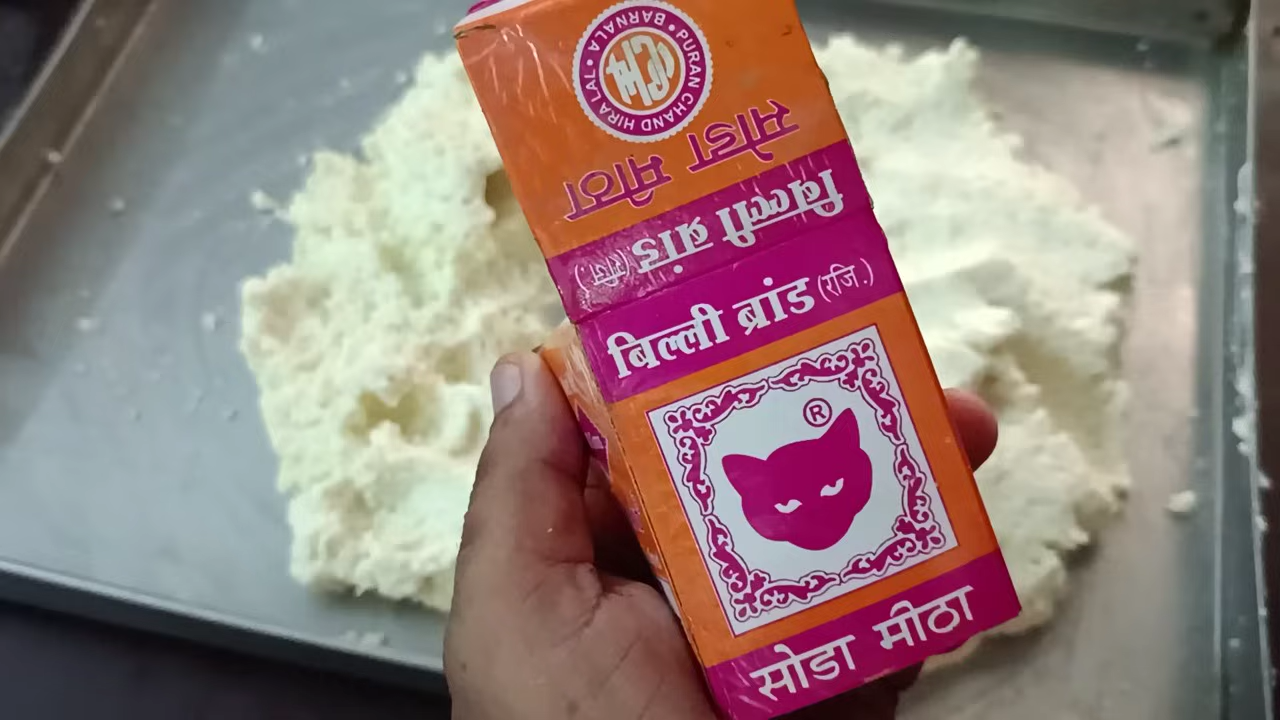 PURAN CHAND HIRA LAL • BARNALA •
सोडा मीठा
बिल्ली ब्रांड (रजि.)
बिल्ली ब्रांड (रजि.)
®
सोडा मीठा